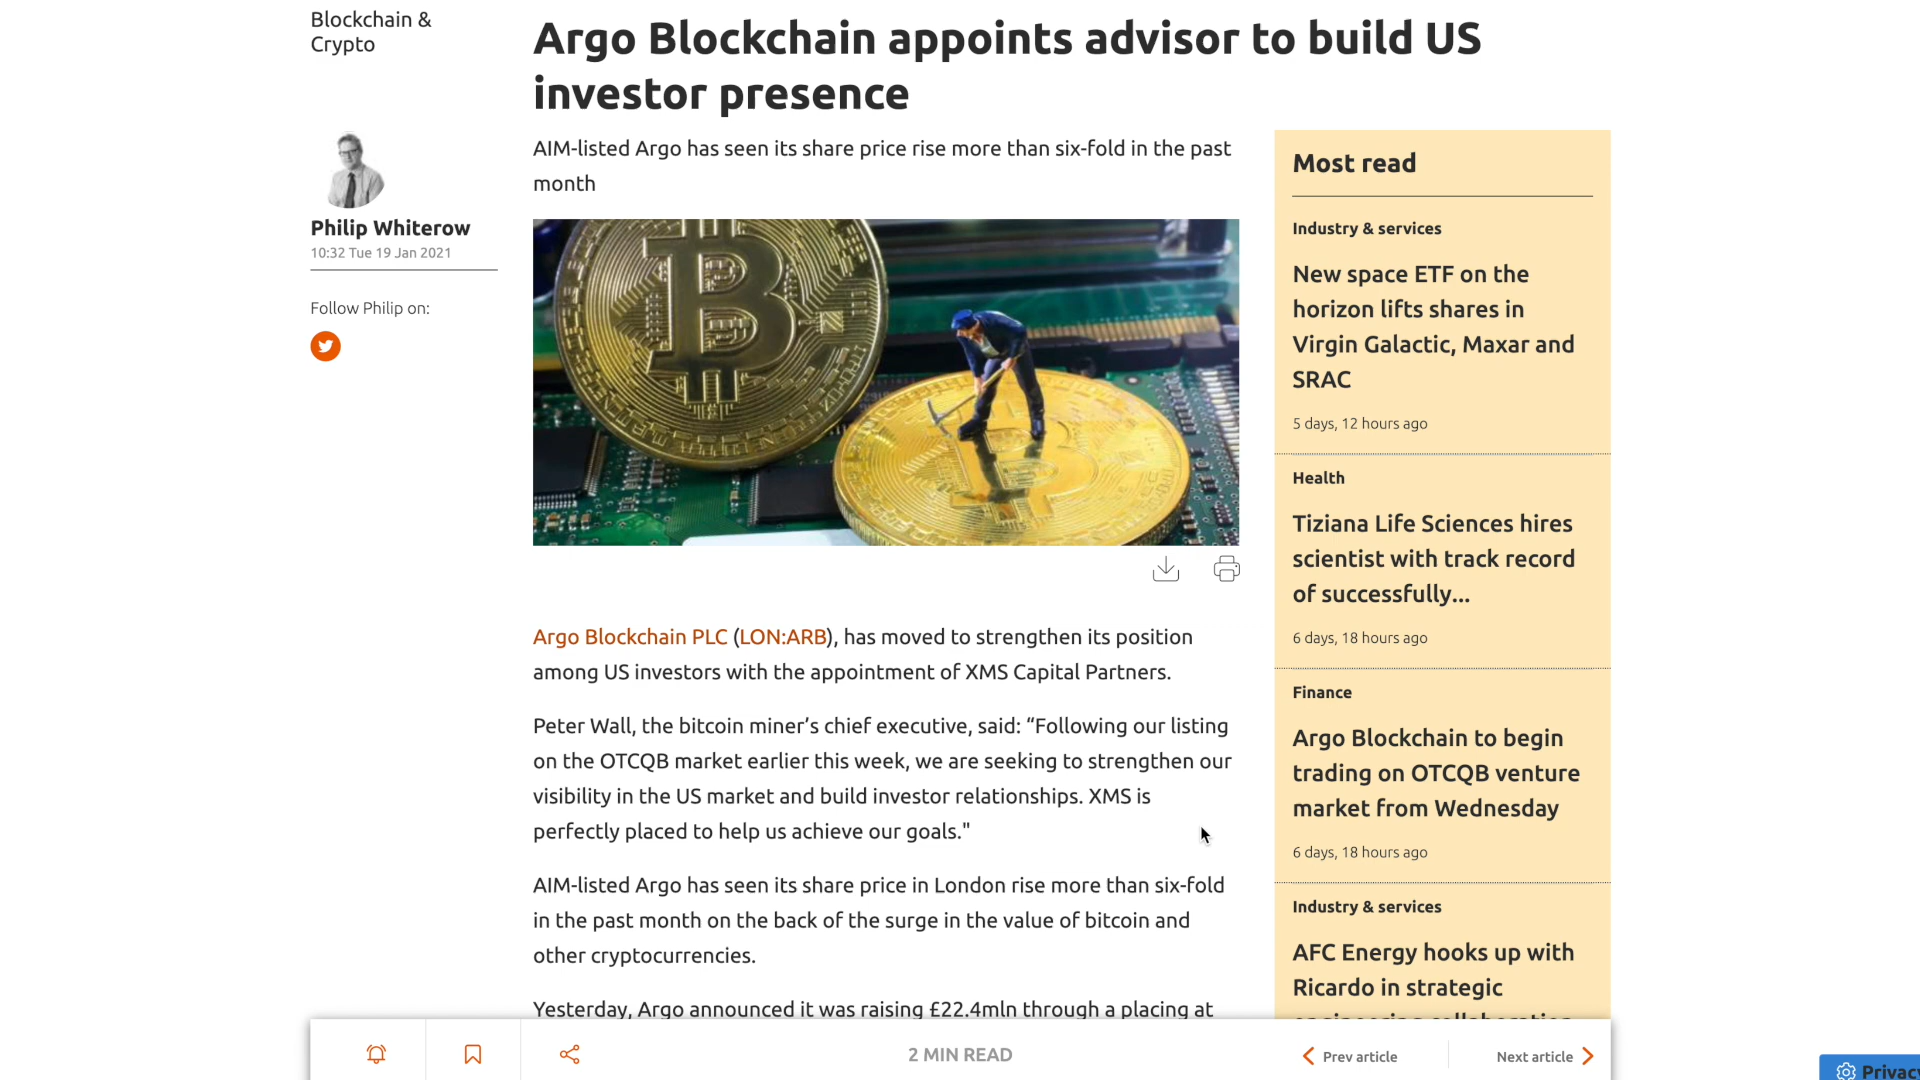 Blockchain &
Crypto
Argo Blockchain appoints advisor to build US
investor presence
Philip Whiterow
10:32 Tue 19 Jan 2021
Follow Philip on:
AIM-listed Argo has seen its share price rise more than six-fold in the past
month
Argo Blockchain PLC (LON:ARB), has moved to strengthen its position
among US investors with the appointment of XMS Capital Partners.
Peter Wall, the bitcoin miner’s chief executive, said: “Following our listing
on the OTCQB market earlier this week, we are seeking to strengthen our
visibility in the US market and build investor relationships. XMS is
perfectly placed to help us achieve our goals."
AIM-listed Argo has seen its share price in London rise more than six-fold
in the past month on the back of the surge in the value of bitcoin and
other cryptocurrencies.
Yesterday, Argo announced it was raising £22.4mln through a placing at
Most read
Industry & services
New space ETF on the
horizon lifts shares in
Virgin Galactic, Maxar and
SRAC
5 days, 12 hours ago
Health
Tiziana Life Sciences hires
scientist with track record
of successfully...
6 days, 18 hours ago
Finance
Argo Blockchain to begin
trading on OTCQB venture
market from Wednesday
6 days, 18 hours ago
Industry & services
AFC Energy hooks up with
Ricardo in strategic
2 MIN READ
Prev article
Next article
Privacy